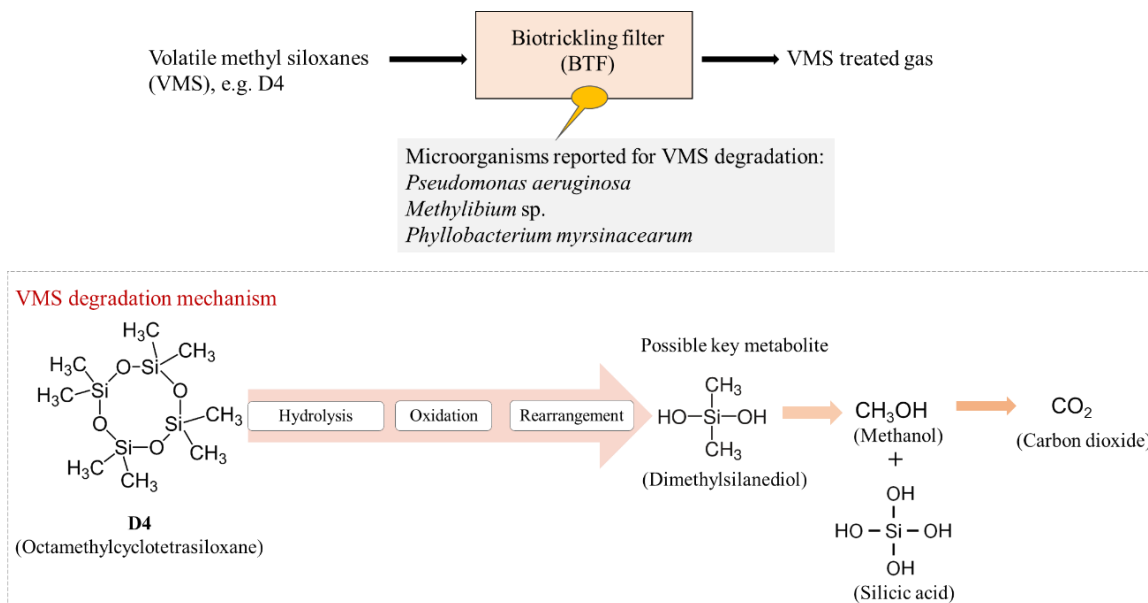 Volatile methyl siloxanes
(VMS), e.g. D4
Biotrickling filter
(BTF)
VMS treated gas
Microorganisms reported for VMS degradation:
Pseudomonas aeruginosa
Methylibium sp.
Phyllobacterium myrsinacearum
VMS degradation mechanism
H₃C
CH₃
H₃C
O
Si
H₃C
Si
O
O
Si
CH₃
O
Si
CH₃
H₃C
CH₃
D4
(Octamethylcyclotetrasiloxane)
Hydrolysis
Oxidation
Rearrangement
Possible key metabolite
CH₃
HO
Si
OH
CH₃
(Dimethylsilanediol)
CH₃OH
(Methanol)
+
OH
HO
Si
OH
OH
(Silicic acid)
CO₂
(Carbon dioxide)